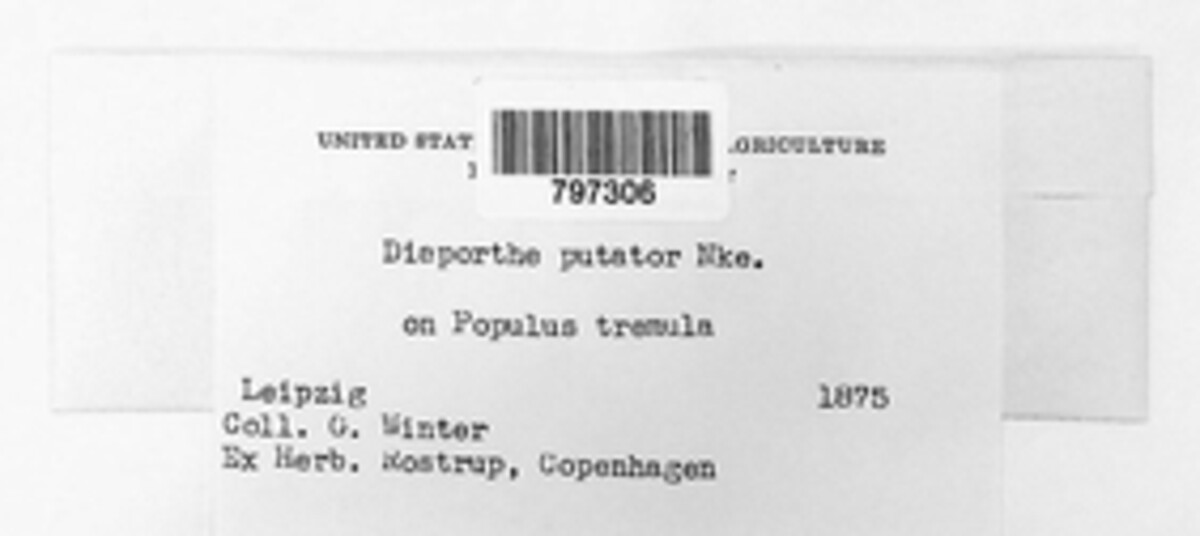 UNITED STAT AGRICULTURE
797306
Diaporthe putator Nke.
on Populus tremula
Leipzig 1875
Coll. G. Winter
Ex Herb. Rostrup, Copenhagen